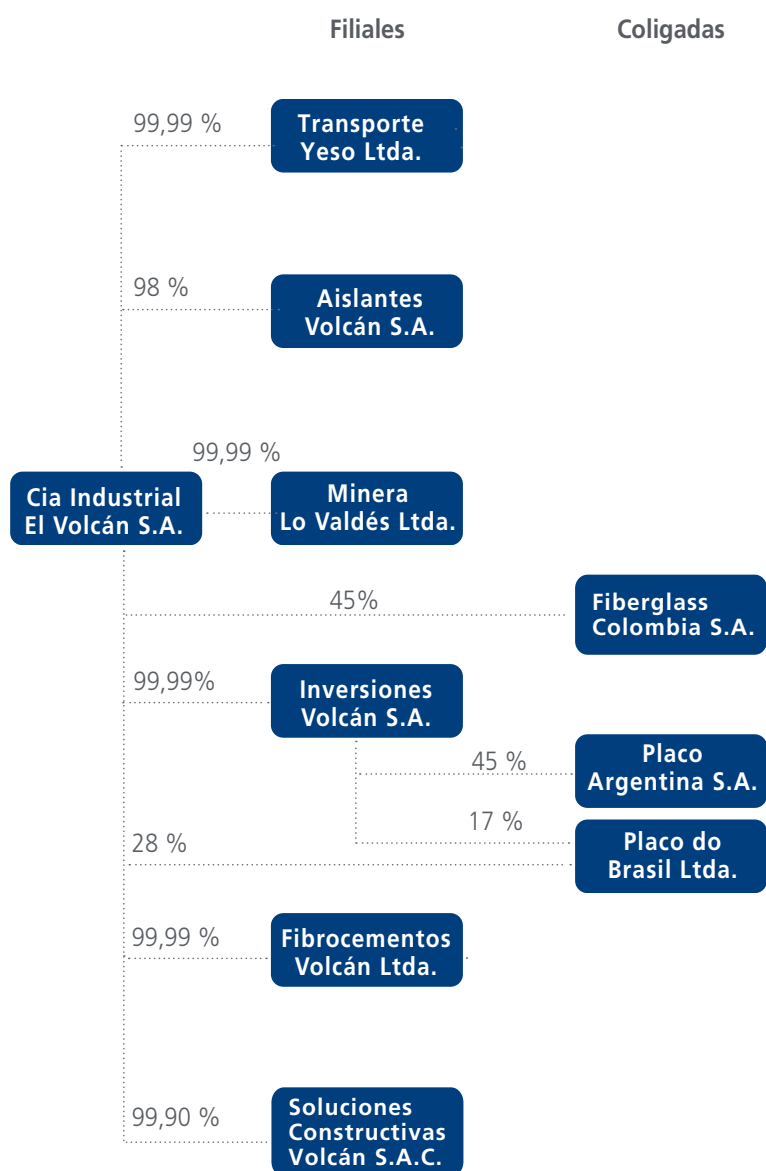 Filiales
Coligadas
99,99 %
Transporte
Yeso Ltda.
98 %
Aislantes
Volcán S.A.
99,99 %
Cia Industrial
El Volcán S.A.
Minera
Lo Valdés Ltda.
45%
Fiberglass
Colombia S.A.
99,99%
Inversiones
Volcán S.A.
45 %
Placo
Argentina S.A.
17 %
28 %
Placo do
Brasil Ltda.
99,99 %
Fibrocementos
Volcán Ltda.
99,90 %
Soluciones
Constructivas
Volcán S.A.C.